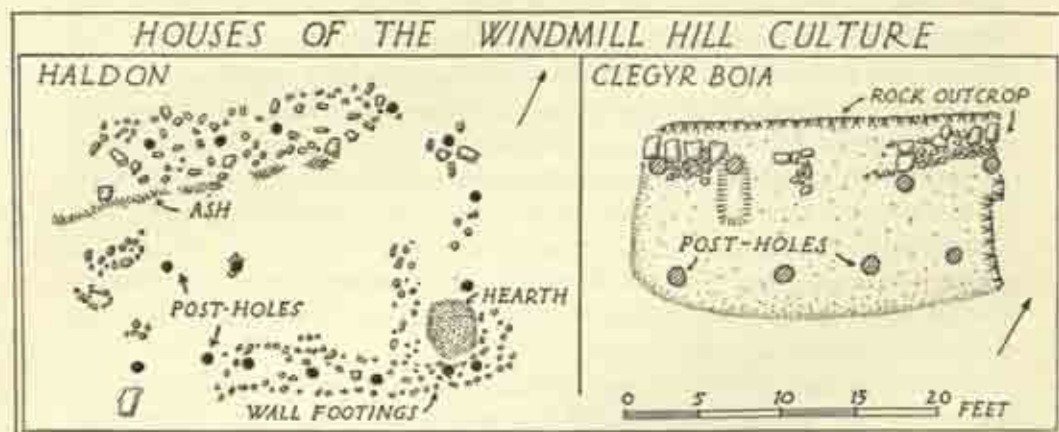 HOUSES OF THE WINDMILL HILL CULTURE
HALDON
ASH
POST-HOLES
HEARTH
WALL FOOTINGS
CLEGYR BOIA
ROCK OUTCROP
POST-HOLES
0 5 10 15 20 FEET